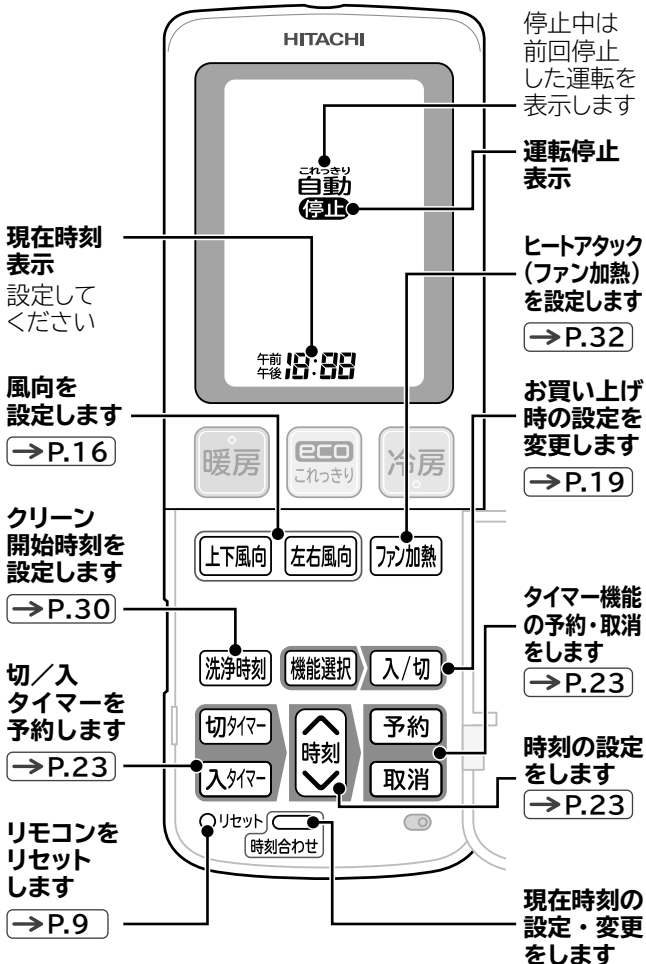 HITACHI
停止中は
前回停止
した運転を
表示します
これっきり
自動
停止
運転停止
表示
現在時刻
表示
設定して
ください
午前
午後
18:88
ヒートアタック
(ファン加熱)
を設定します
→P.32
風向を
設定します
→P.16
お買い上げ
時の設定を
変更します
→P.19
暖房
eco
これっきり
冷房
クリーン
開始時刻を
設定します
→P.30
上下風向
左右風向
ファン加熱
タイマー機能
の予約・取消
をします
→P.23
洗浄時刻
機能選択
入/切
切/入
タイマーを
予約します
→P.23
切タイマー
入タイマー
時刻
予約
取消
時刻の設定
をします
→P.23
リモコンを
リセット
します
→P.9
リセット
時刻合わせ
現在時刻の
設定・変更
をします